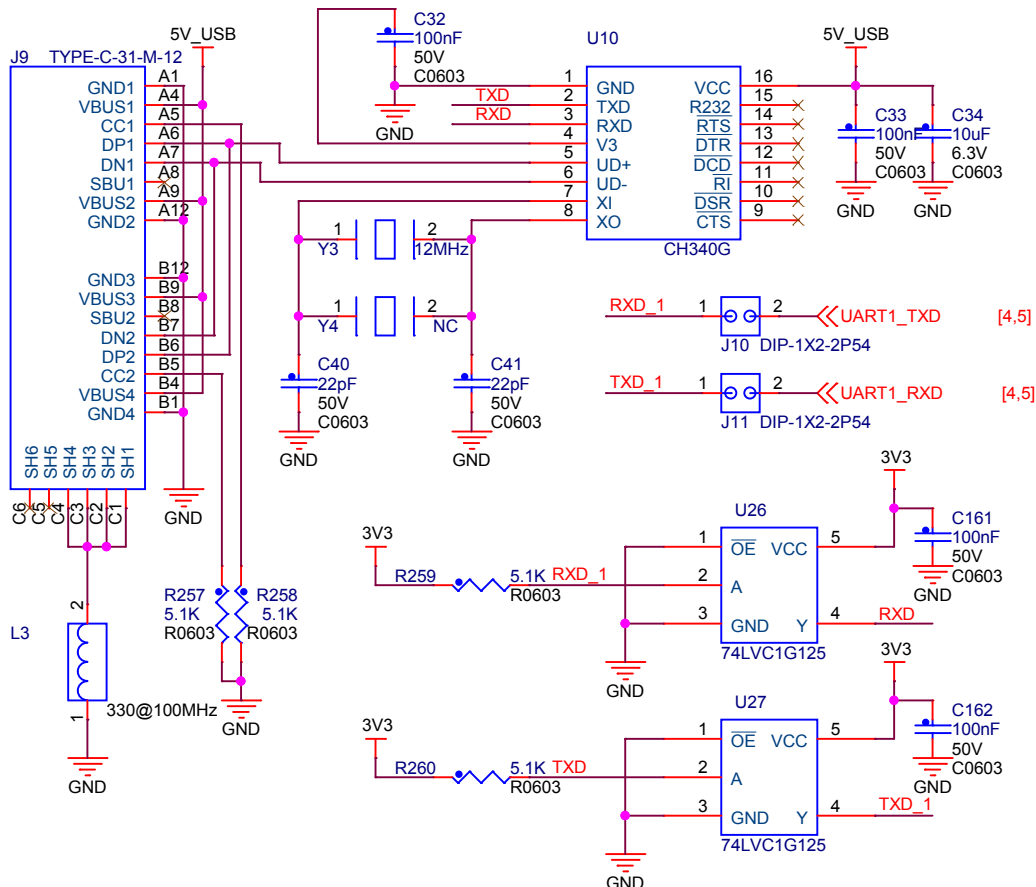 J9 TYPE-C-31-M-12
5V_USB
GND1 A1
VBUS1 A4
CC1 A5
DP1 A6
DN1 A7
SBU1 A8
VBUS2 A9
GND2 A12
GND3 B12
VBUS3 B9
SBU2 B8
DN2 B7
DP2 B6
CC2 B5
VBUS4 B4
GND4 B1
SH6 SH5 SH4 SH3 SH2 SH1
C6 C5 C4 C3 C2 C1
GND
L3
2
1
330@100MHz
GND
R257
5.1K
R0603
R258
5.1K
R0603
GND
C32
100nF
50V
C0603
GND
TXD
RXD
U10
1 GND VCC 16
2 TXD R232 15
3 RXD RTS 14
4 V3 DTR 13
5 UD+ DCD 12
6 UD- RI 11
7 XI DSR 10
8 XO CTS 9
CH340G
5V_USB
C33
100nF
50V
C0603
GND
C34
10uF
6.3V
C0603
GND
Y3 1 2 12MHz
Y4 1 2 NC
C40
22pF
50V
C0603
GND
C41
22pF
50V
C0603
GND
RXD_1 1 2 UART1_TXD [4,5]
J10 DIP-1X2-2P54
TXD_1 1 2 UART1_RXD [4,5]
J11 DIP-1X2-2P54
3V3
R259 5.1K RXD_1
R0603
U26
1 OE VCC 5
2 A
3 GND Y 4 RXD
74LVC1G125
GND
3V3
C161
100nF
50V
C0603
GND
3V3
R260 5.1K TXD
R0603
U27
1 OE VCC 5
2 A
3 GND Y 4 TXD_1
74LVC1G125
GND
3V3
C162
100nF
50V
C0603
GND